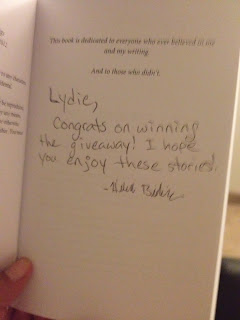 This book is dedicated to everyone who ever believed in me
and my writing.
And to those who didn't.
Lydie,
Congrats on winning
the giveaway! I hope
you enjoy these stories!